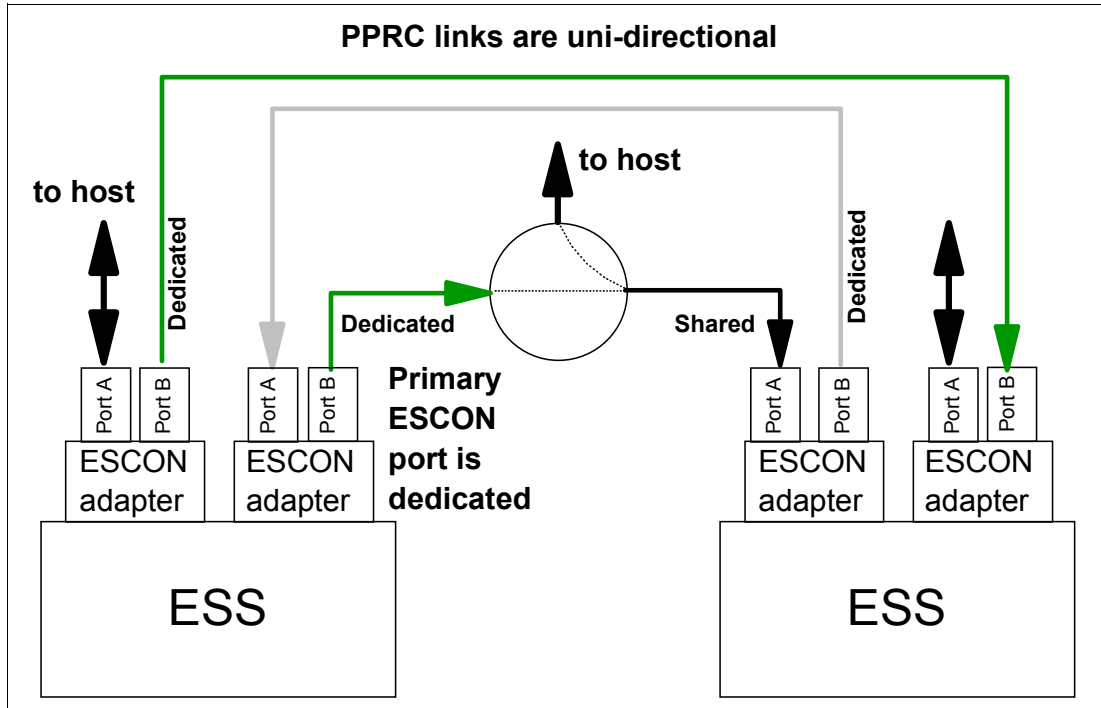 PPRC links are uni-directional
to host
to host
Dedicated
Dedicated
Dedicated
Shared
Port A
Port B
Port A
Port B
Primary
ESCON
port is
dedicated
Port A
Port B
Port A
Port B
ESCON
adapter
ESCON
adapter
ESCON
adapter
ESCON
adapter
ESS
ESS